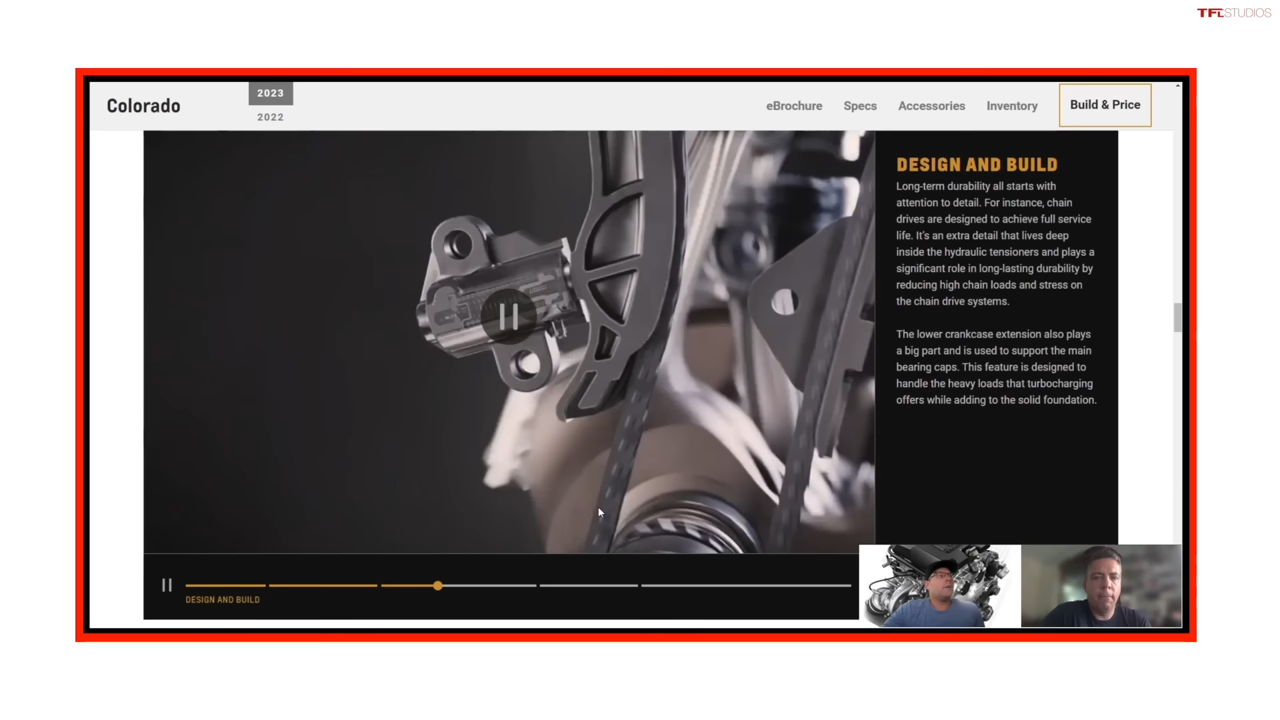 TFLSTUDIOS
Colorado
2023
2022
eBrochure
Specs
Accessories
Inventory
Build & Price
DESIGN AND BUILD
Long-term durability all starts with
attention to detail. For instance, chain
drives are designed to achieve full service
life. It's an extra detail that lives deep
inside the hydraulic tensioners and plays a
significant role in long-lasting durability by
reducing high chain loads and stress on
the chain drive systems.
The lower crankcase extension also plays
a big part and is used to support the main
bearing caps. This feature is designed to
handle the heavy loads that turbocharging
offers while adding to the solid foundation.
DESIGN AND BUILD